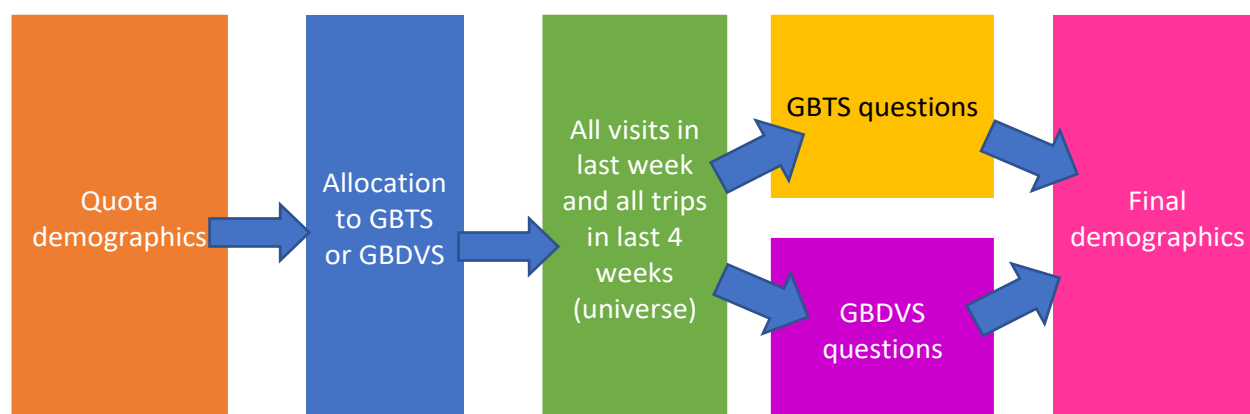 Quota
demographics
Allocation
to GBTS
or GBDVS
All visits in
last week
and all trips
in last 4
weeks
(universe)
GBTS questions
GBDVS
questions
Final
demographics